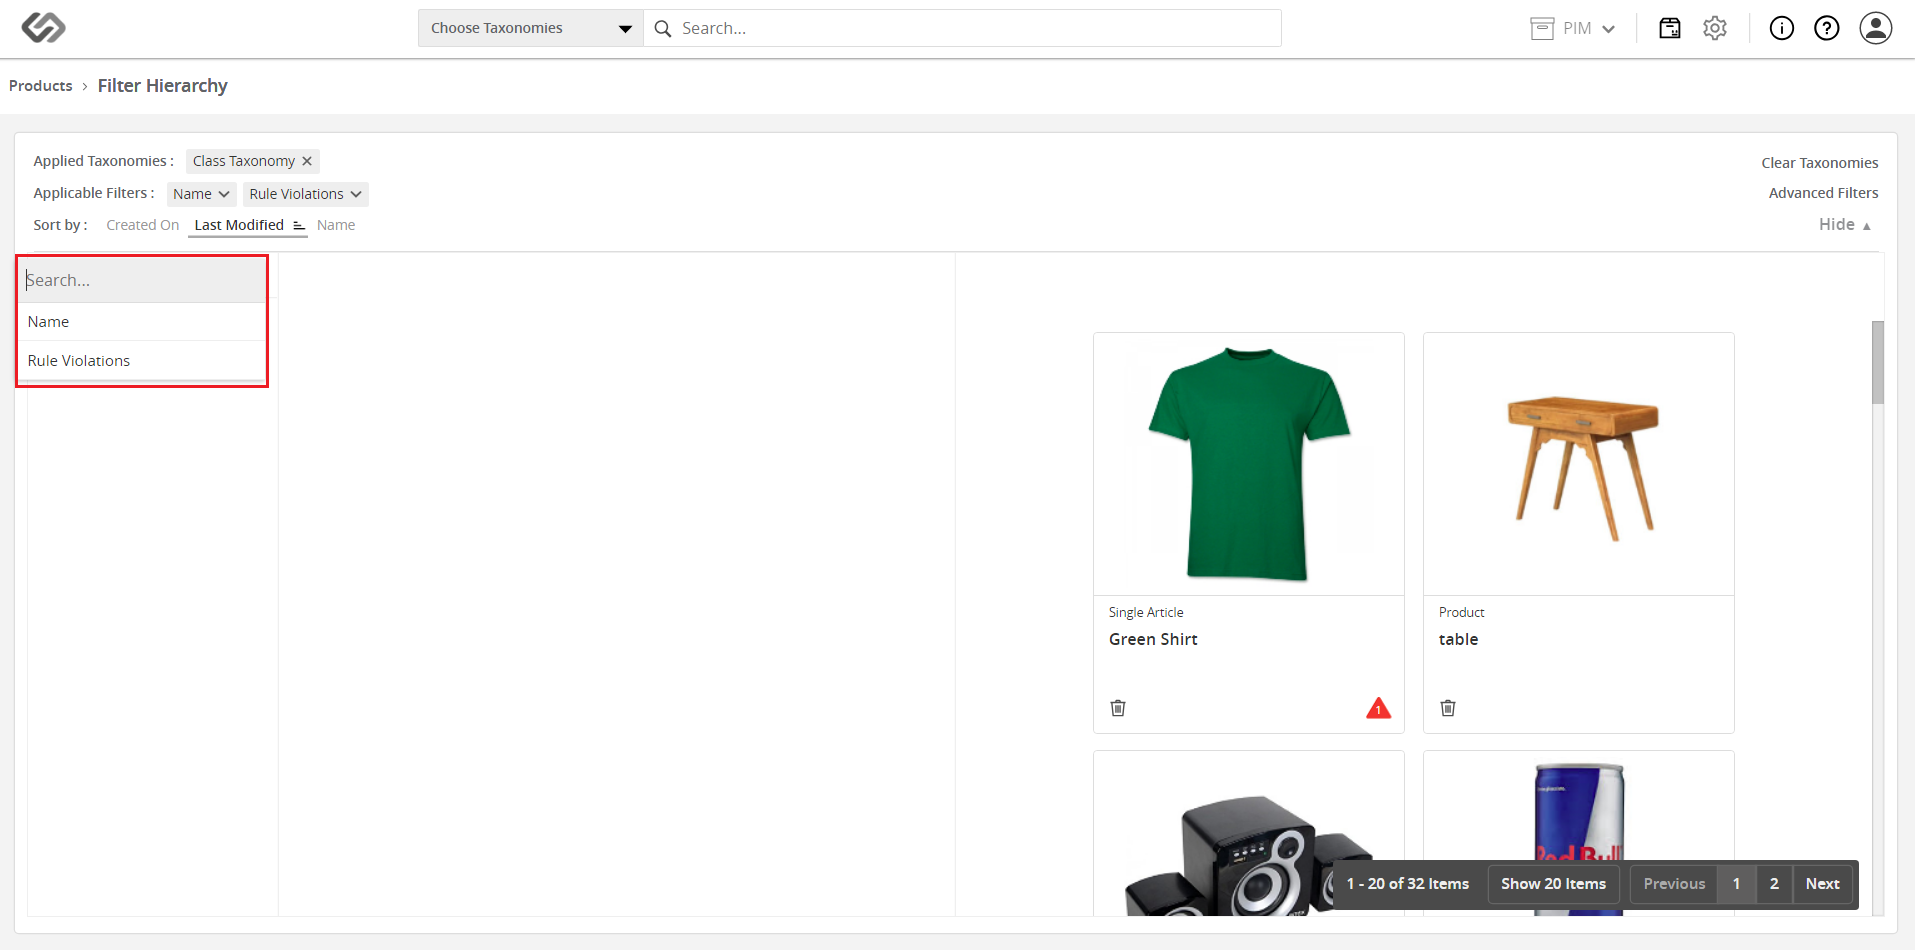 Choose Taxonomies
Search...
PIM
Products › Filter Hierarchy
Applied Taxonomies : Class Taxonomy ✕
Clear Taxonomies
Applicable Filters : Name Rule Violations
Advanced Filters
Sort by : Created On Last Modified Name
Hide ▲
Search...
Name
Rule Violations
Single Article
Green Shirt
1
Product
table
Red Bull
1 - 20 of 32 Items Show 20 Items Previous 1 2 Next